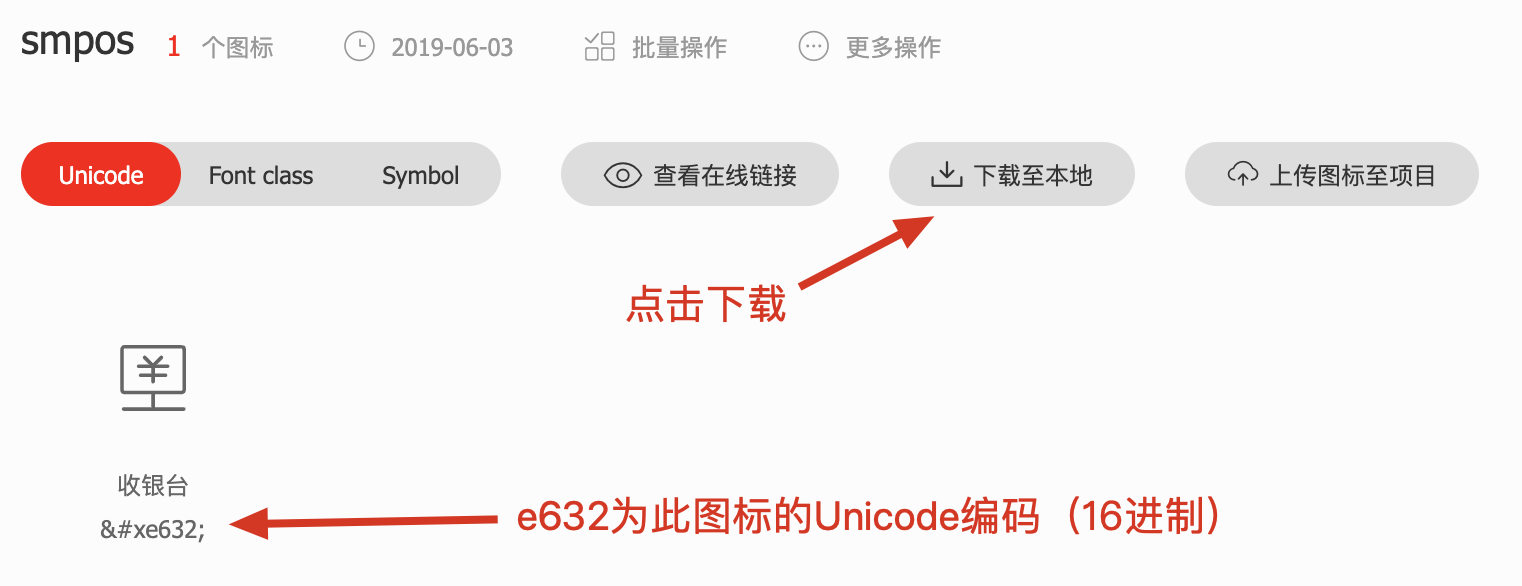 smpos 1 个图标 2019-06-03 批量操作 更多操作
Unicode Font class Symbol 查看在线链接 下载至本地 上传图标至项目
点击下载
¥
收银台
&#xe632;
e632为此图标的Unicode编码（16进制）